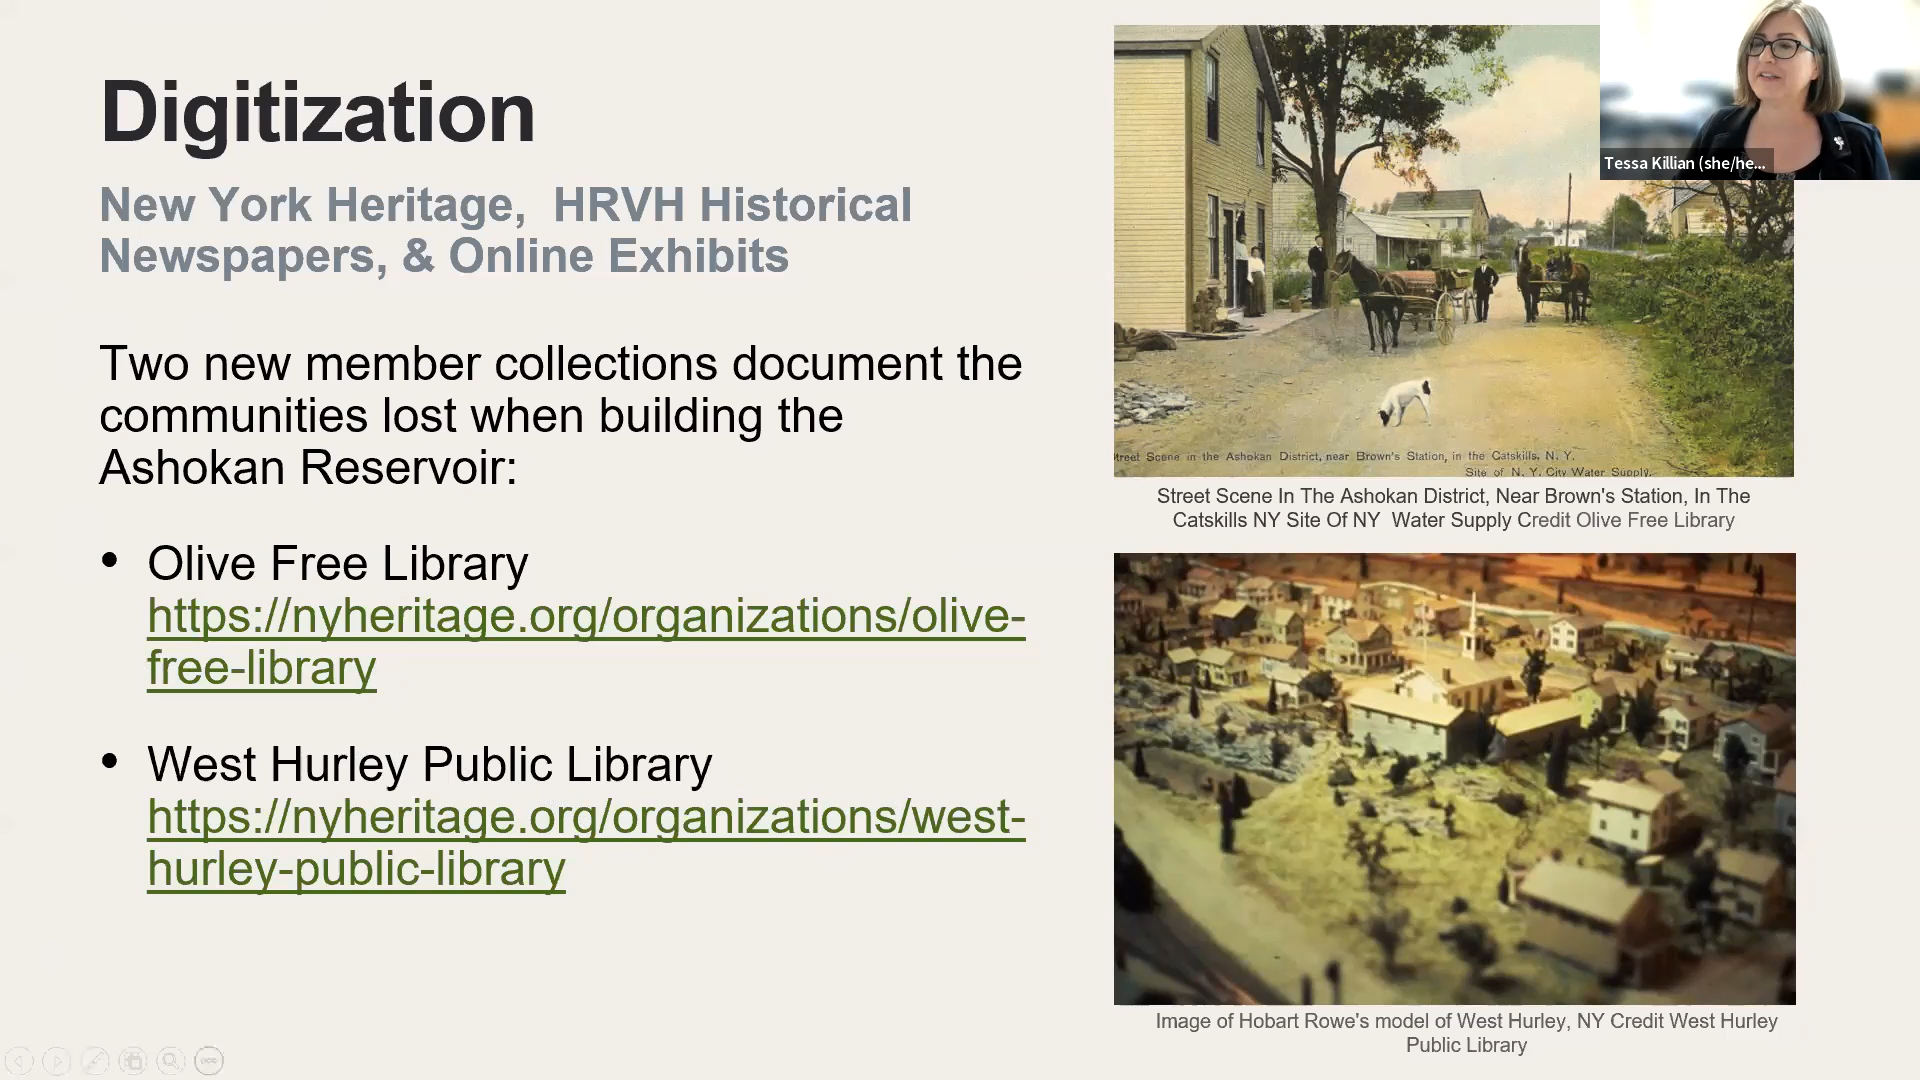 Digitization
New York Heritage,  HRVH Historical
Newspapers, & Online Exhibits
Two new member collections document the
communities lost when building the
Ashokan Reservoir:
• Olive Free Library
https://nyheritage.org/organizations/olive-
free-library
• West Hurley Public Library
https://nyheritage.org/organizations/west-
hurley-public-library
Tessa Killian (she/he...
treet Scene in the Ashokan District, near Brown's Station, in the Catskills, N. Y.
Site of N. Y. City Water Supply.
Street Scene In The Ashokan District, Near Brown's Station, In The
Catskills NY Site Of NY  Water Supply Credit Olive Free Library
Image of Hobart Rowe's model of West Hurley, NY Credit West Hurley
Public Library